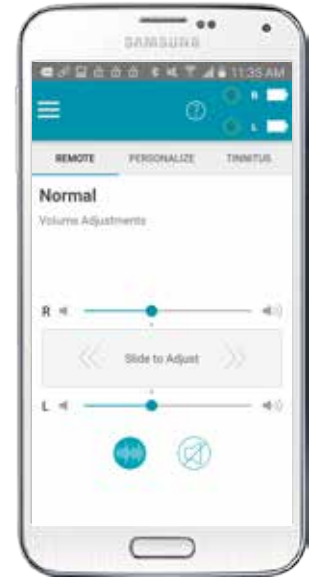 SAMSUNG
11:35 AM
R
L
REMOTE PERSONALIZE TINNITUS
Normal
Volume Adjustments
R
Slide to Adjust
L